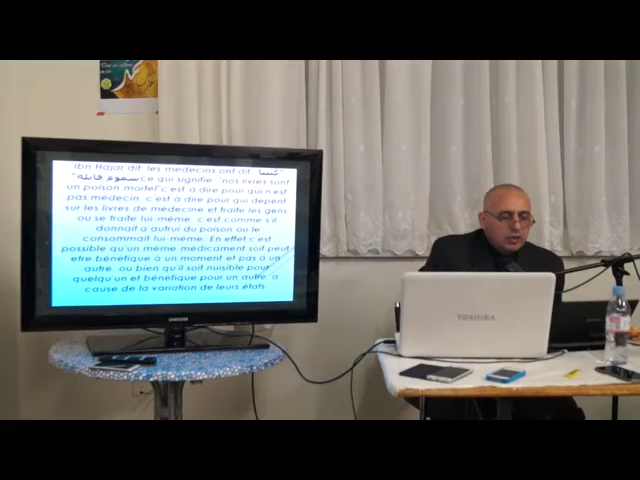 Ibn Hajar dit: les médecins ont dit "كتبنا
سموم قاتلة" ce qui signifie: "nos livres sont
un poison mortel" c'est à dire pour qui n'est
pas médecin. c'est à dire pour qui dépent
sur les livres de médecine et traite les gens
ou se traite lui-même. c'est comme s'il
donnait à autrui du poison ou le
consommait lui-même. En effet c'est
possible qu'un même médicament soit peut
etre bénéfique à un moment et pas à un
autre. ou bien qu'il soit nuisible pour
quelqu'un et bénéfique pour un autre. à
cause de la variation de leurs états.
SAMSUNG
TOSHIBA